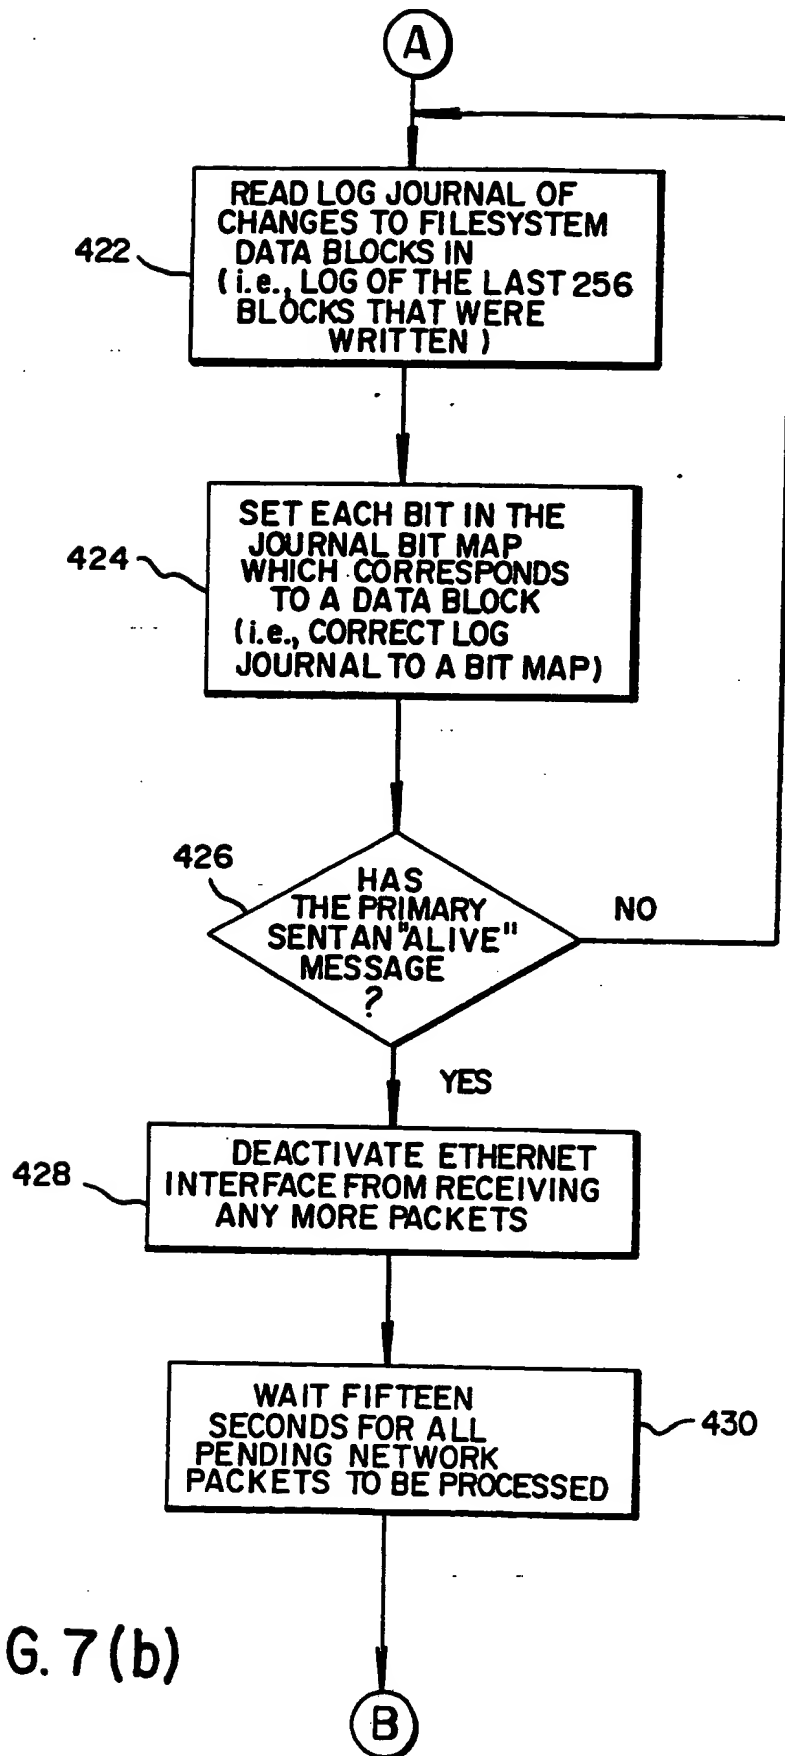 A
READ LOG JOURNAL OF
CHANGES TO FILESYSTEM
DATA BLOCKS IN
(i.e., LOG OF THE LAST 256
BLOCKS THAT WERE
WRITTEN)
422
SET EACH BIT IN THE
JOURNAL BIT MAP
WHICH CORRESPONDS
TO A DATA BLOCK
(i.e., CORRECT LOG
JOURNAL TO A BIT MAP)
424
426
HAS
THE PRIMARY
SENT AN "ALIVE"
MESSAGE
?
NO
YES
DEACTIVATE ETHERNET
INTERFACE FROM RECEIVING
ANY MORE PACKETS
428
WAIT FIFTEEN
SECONDS FOR ALL
PENDING NETWORK
PACKETS TO BE PROCESSED
430
G. 7(b)
B